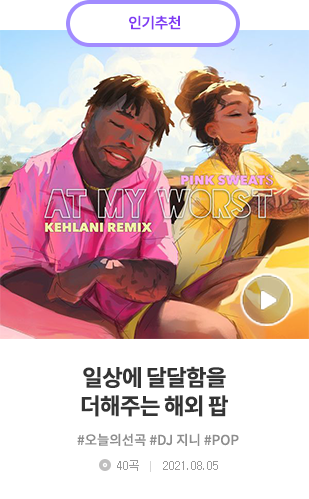 인기추천
PINK SWEAT$
AT MY WORST
KEHLANI REMIX
일상에 달달함을
더해주는 해외 팝
#오늘의선곡 #DJ 지니 #POP
40곡 | 2021.08.05